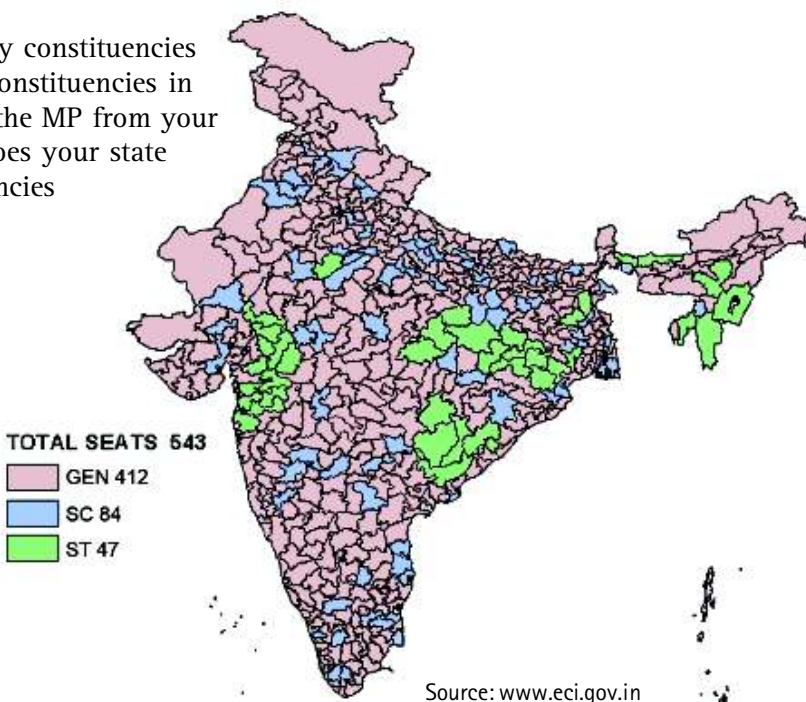 y constituencies
onstituencies in
the MP from your
oes your state
ncies
TOTAL SEATS 543
GEN 412
SC 84
ST 47
Source: www.eci.gov.in